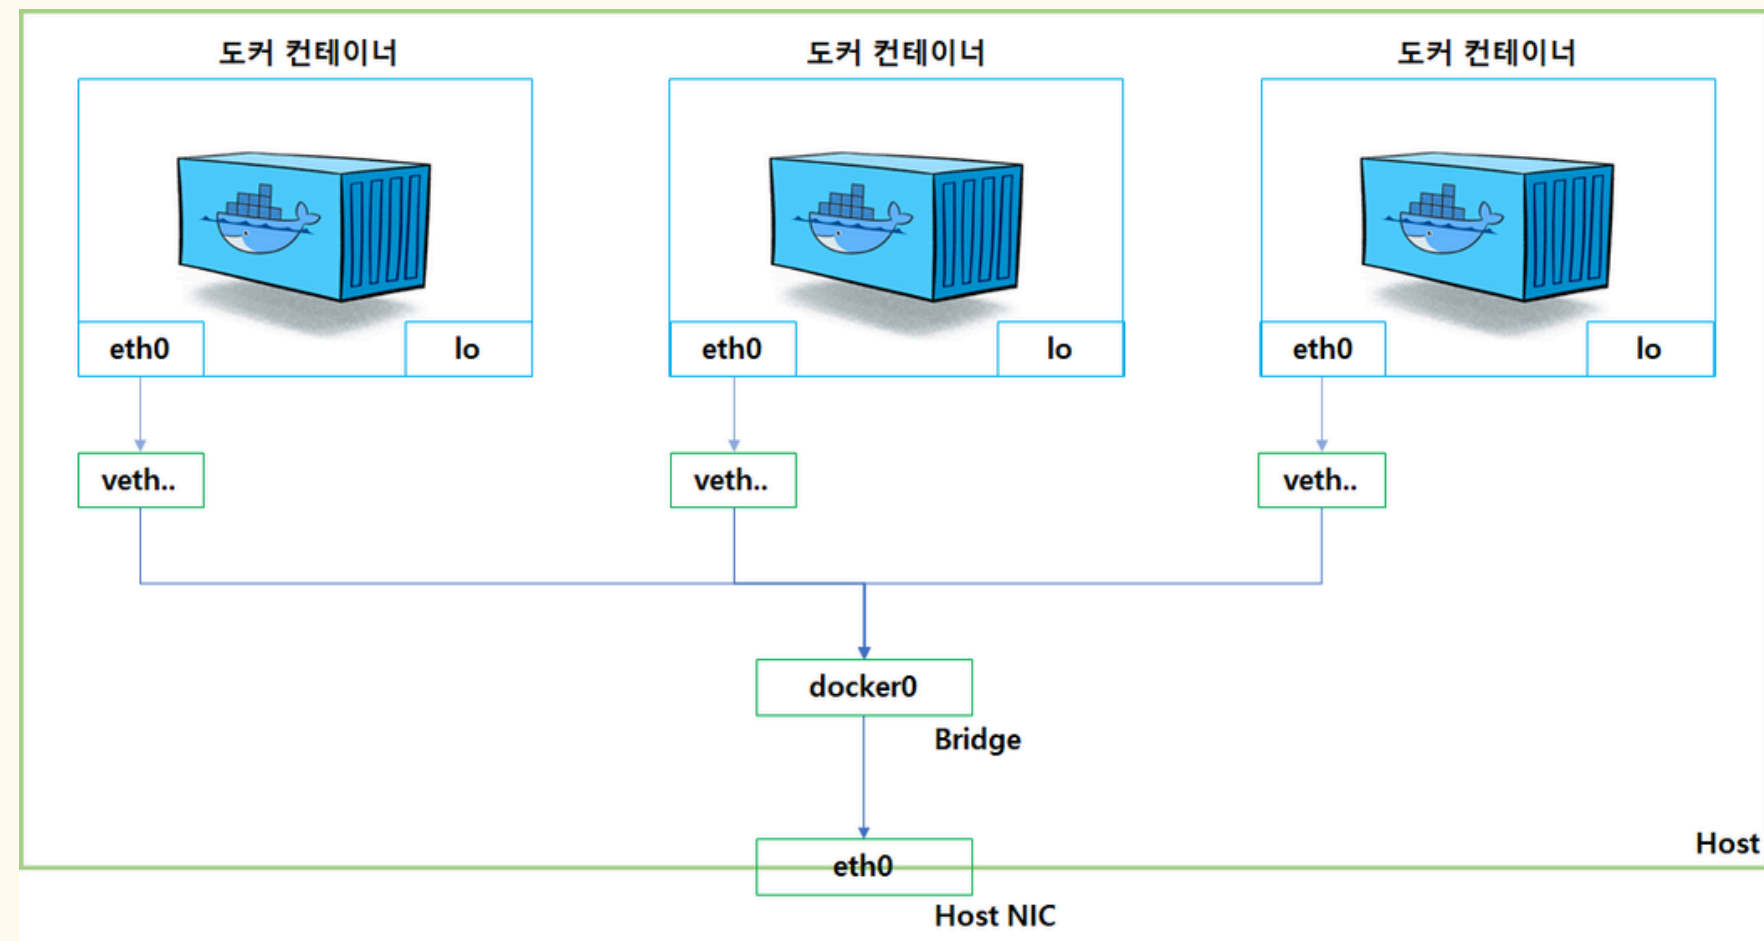 도커 컨테이너
도커 컨테이너
도커 컨테이너
eth0
lo
eth0
lo
eth0
lo
veth..
veth..
veth..
docker0
Bridge
Host
eth0
Host NIC